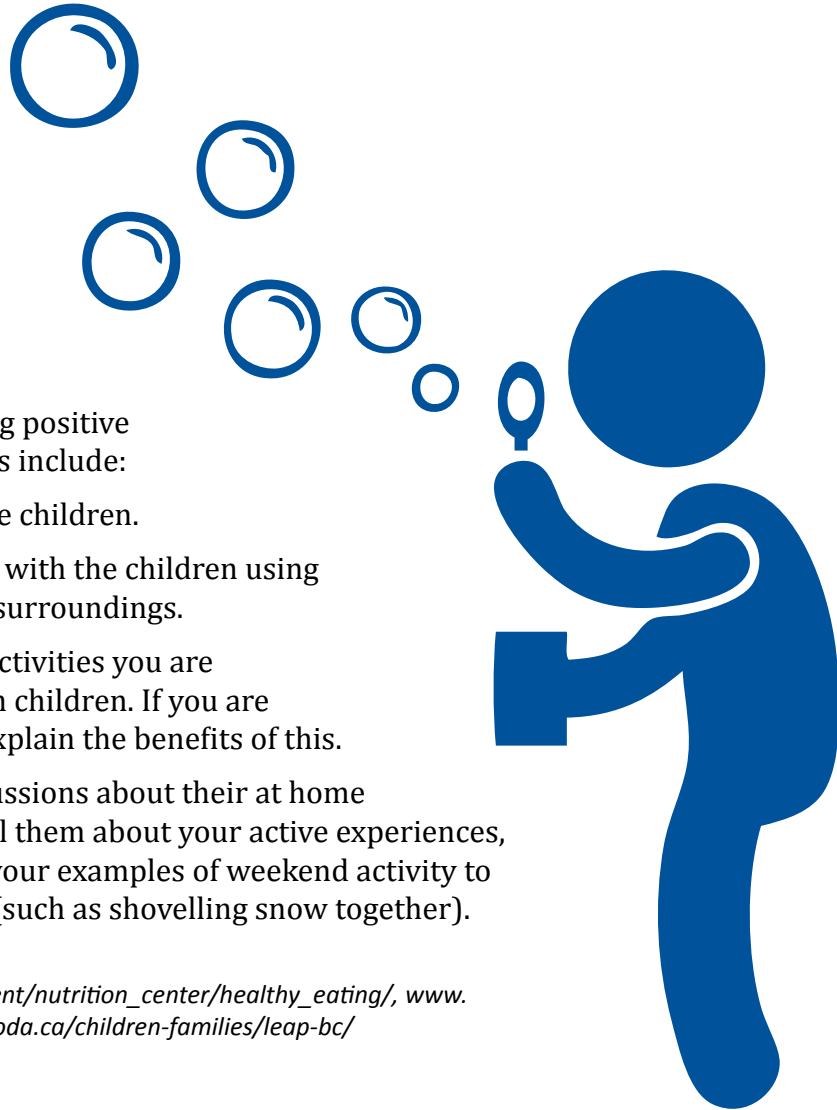 g positive
s include:
e children.
with the children using
surroundings.
ctivities you are
n children. If you are
xplain the benefits of this.
ussions about their at home
l them about your active experiences,
your examples of weekend activity to
(such as shovelling snow together).
ent/nutrition_center/healthy_eating/, www.
oda.ca/children-families/leap-bc/